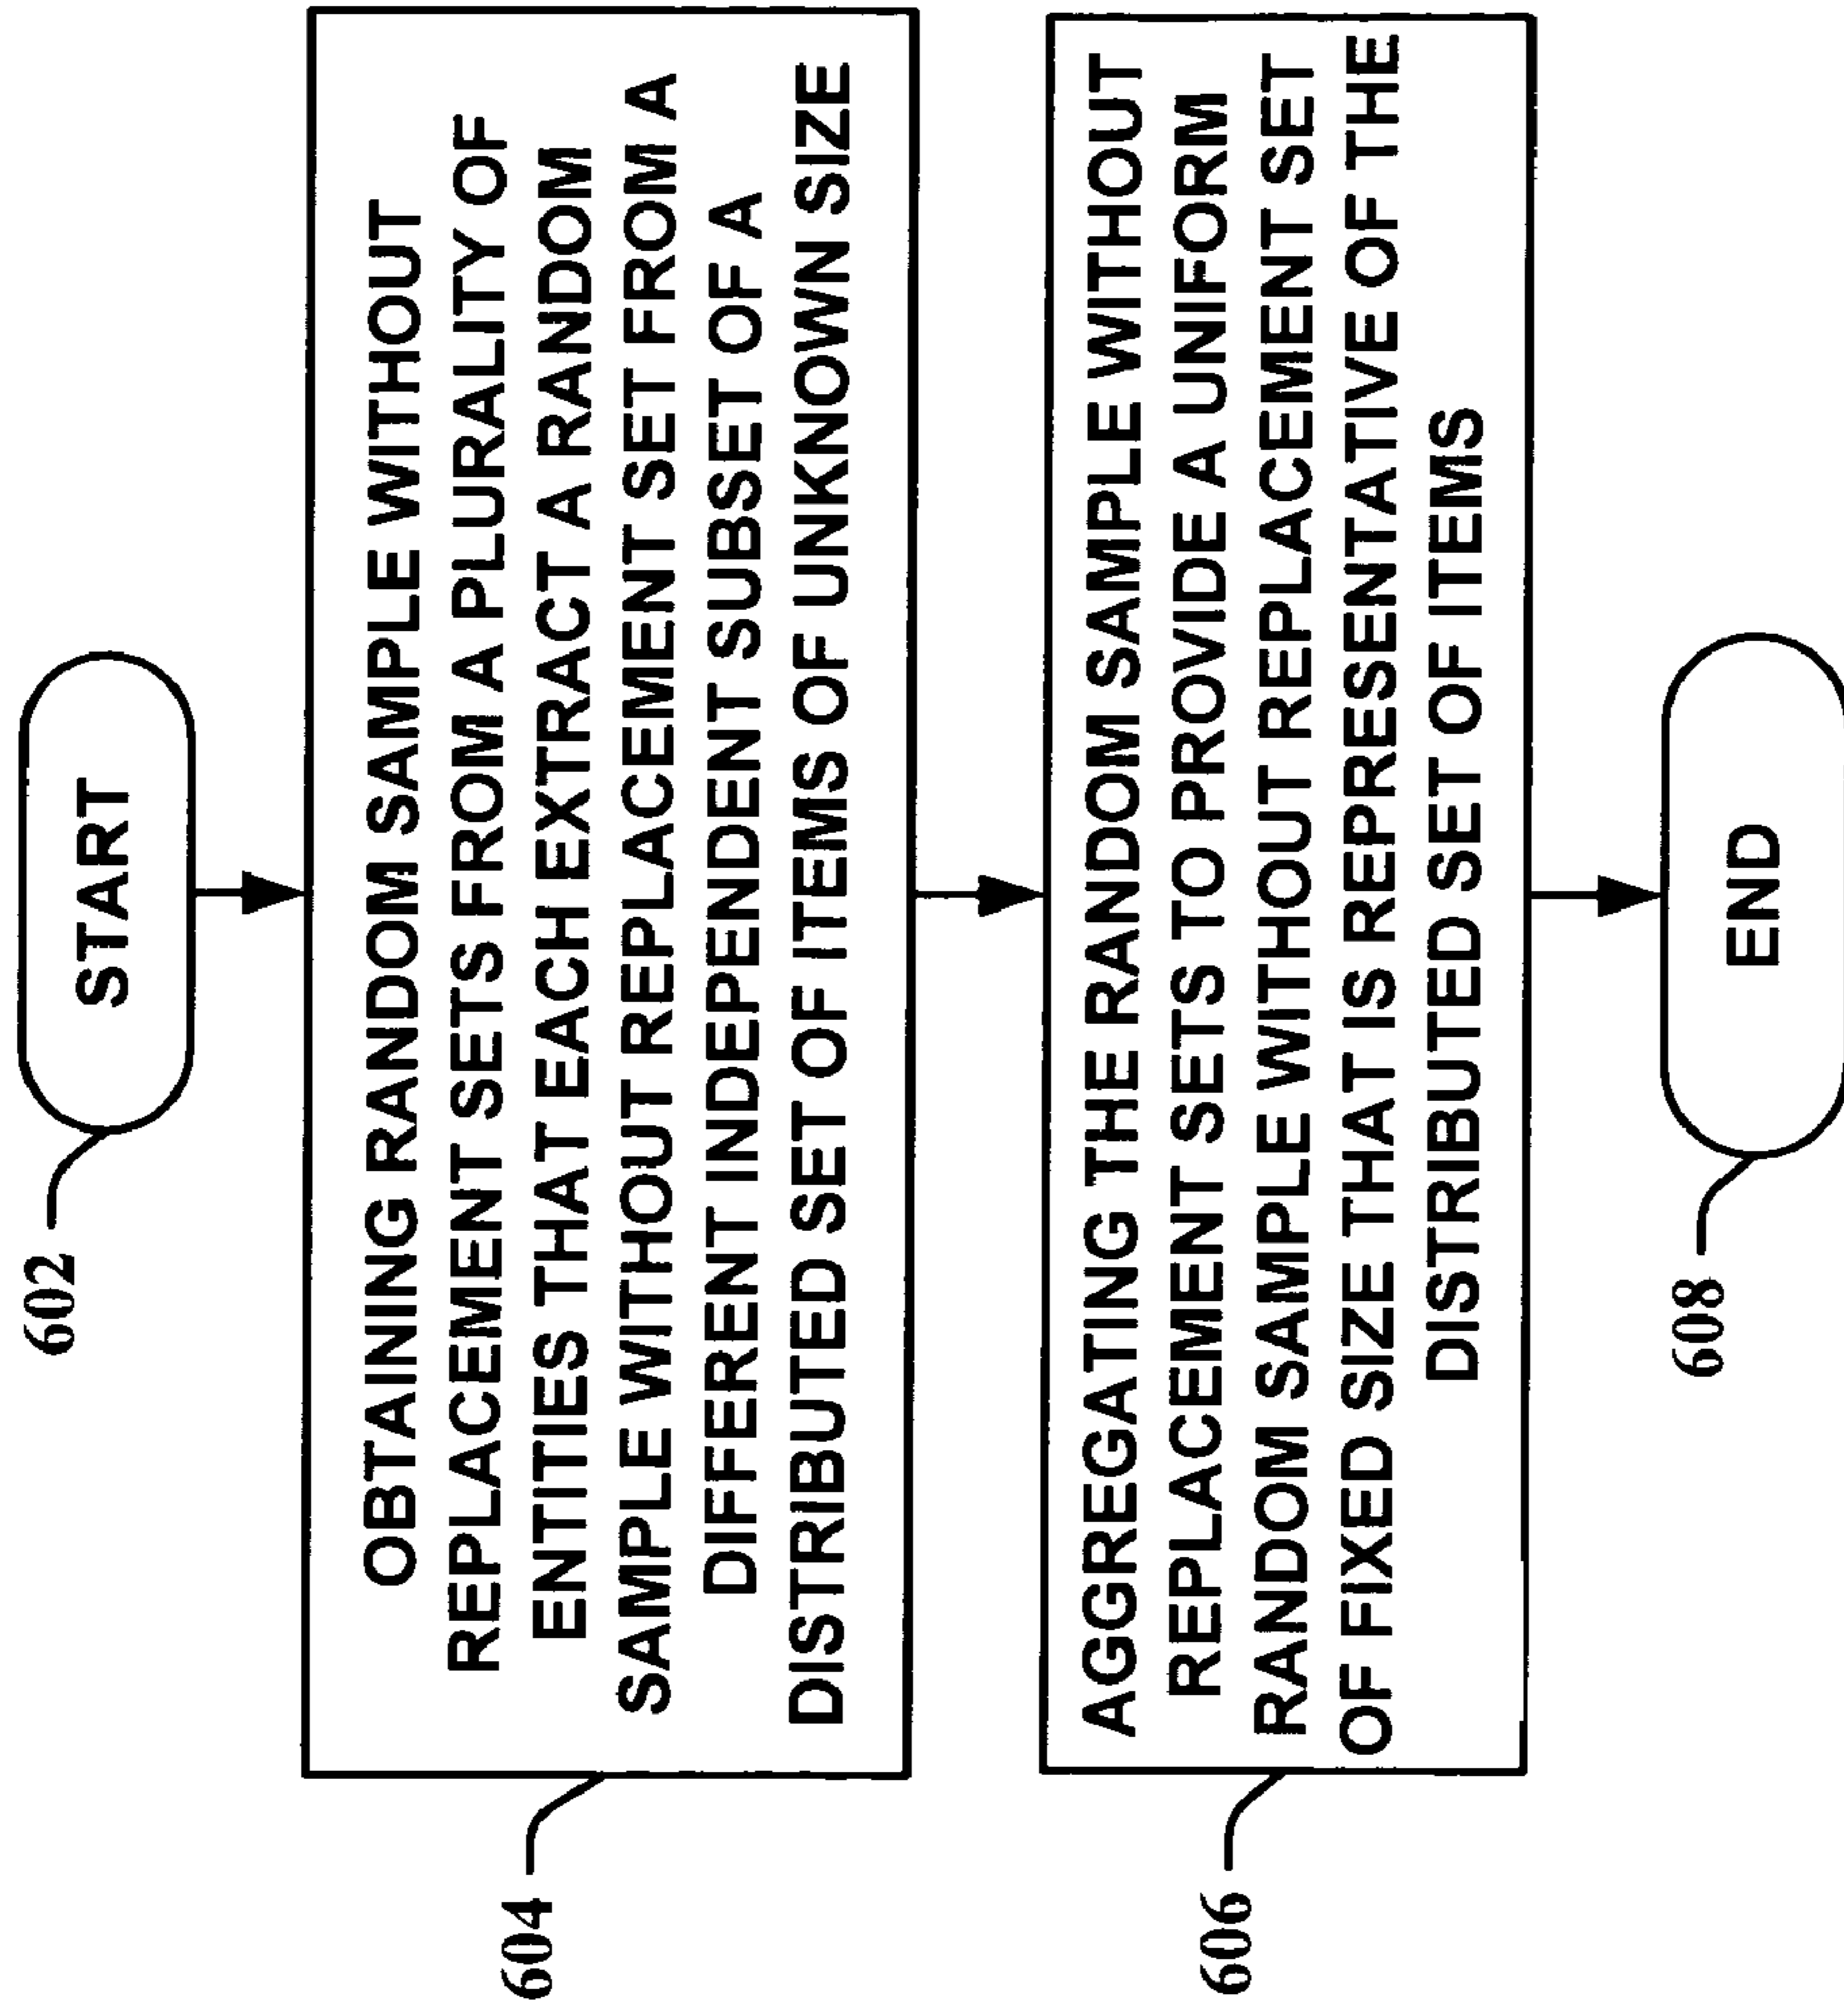 602
START
604
OBTAINING RANDOM SAMPLE WITHOUT
REPLACEMENT SETS FROM A PLURALITY OF
ENTITIES THAT EACH EXTRACT A RANDOM
SAMPLE WITHOUT REPLACEMENT SET FROM A
DIFFERENT INDEPENDENT SUBSET OF A
DISTRIBUTED SET OF ITEMS OF UNKNOWN SIZE
606
AGGREGATING THE RANDOM SAMPLE WITHOUT
REPLACEMENT SETS TO PROVIDE A UNIFORM
RANDOM SAMPLE WITHOUT REPLACEMENT SET
OF FIXED SIZE THAT IS REPRESENTATIVE OF THE
DISTRIBUTED SET OF ITEMS
608
END